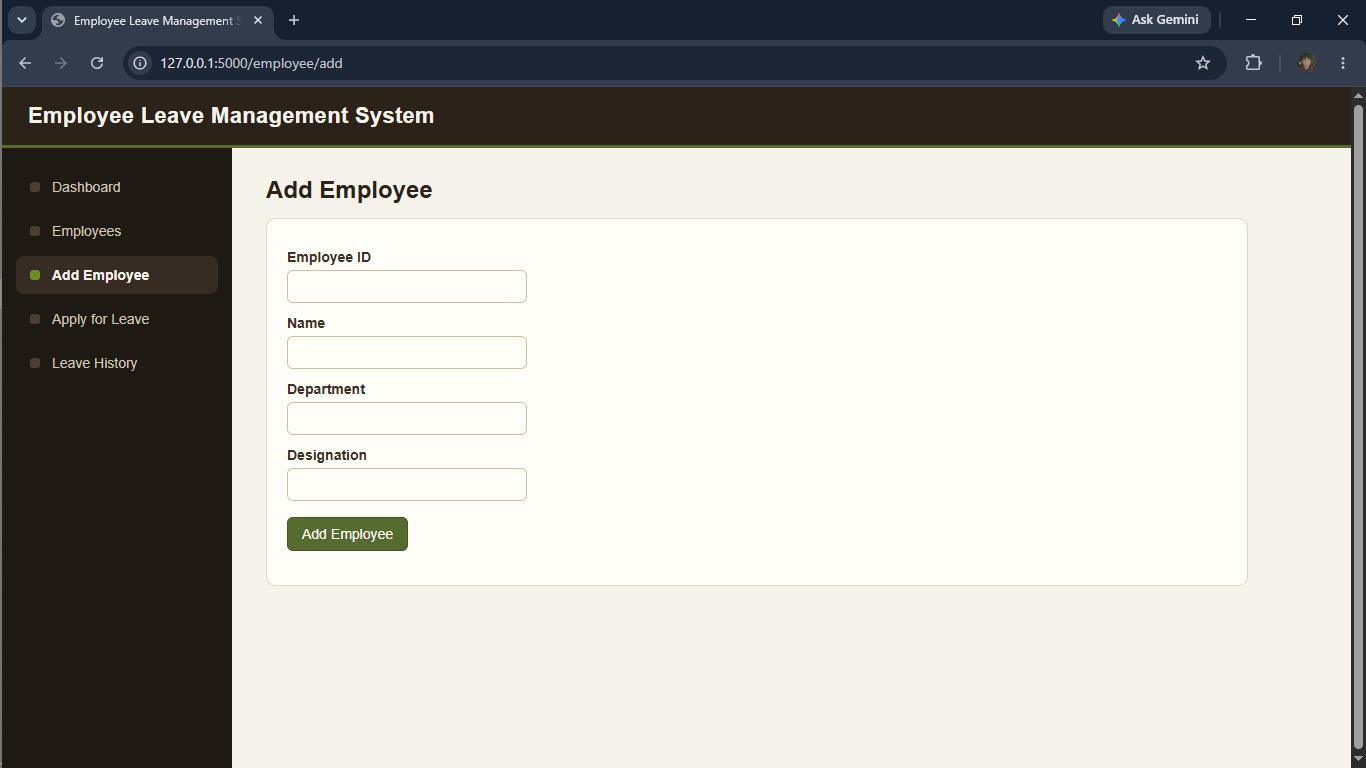 Employee Leave Management S
Ask Gemini
127.0.0.1:5000/employee/add
Employee Leave Management System
Dashboard
Employees
Add Employee
Apply for Leave
Leave History
Add Employee
Employee ID
Name
Department
Designation
Add Employee